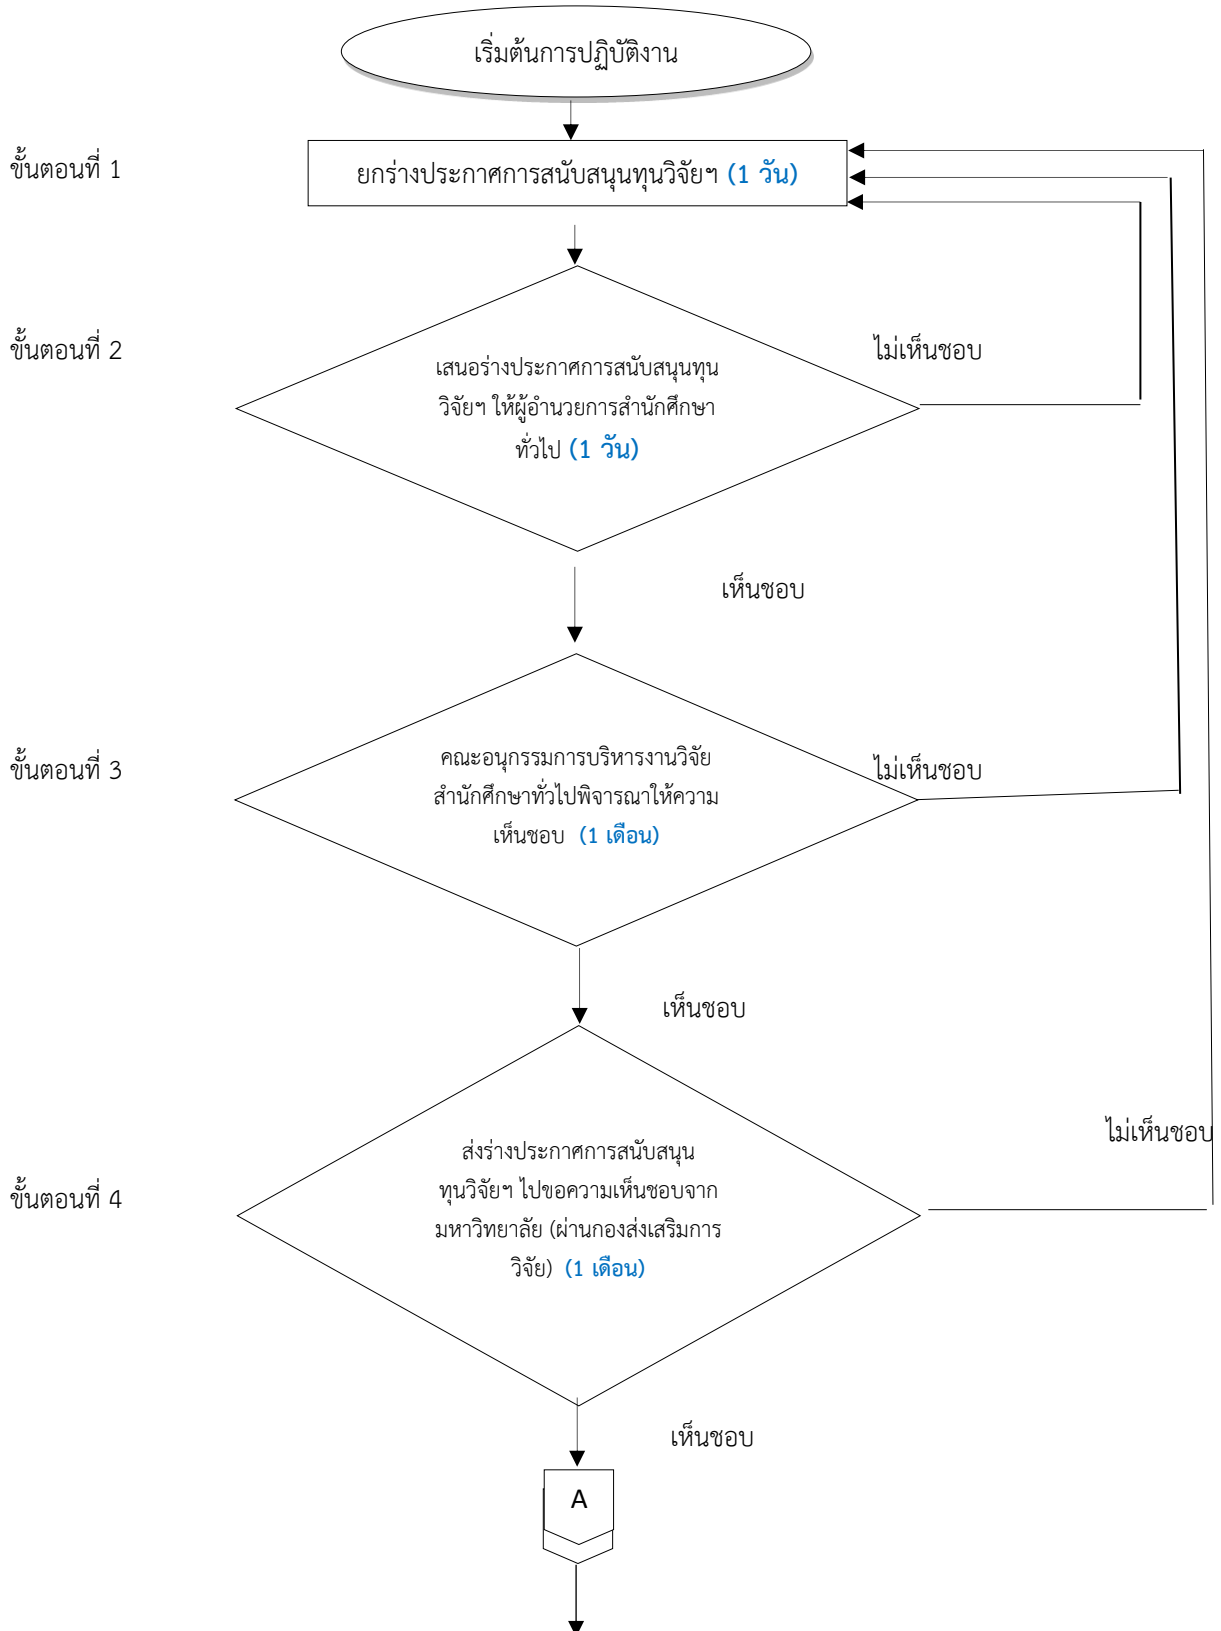 เริ่มต้นการปฏิบัติงาน
ขั้นตอนที่ 1
ยกร่างประกาศการสนับสนุนทุนวิจัยฯ (1 วัน)
ขั้นตอนที่ 2
ไม่เห็นชอบ
เสนอร่างประกาศการสนับสนุนทุน
วิจัยฯ ให้ผู้อำนวยการสำนักศึกษา
ทั่วไป (1 วัน)
เห็นชอบ
ขั้นตอนที่ 3
ไม่เห็นชอบ
คณะอนุกรรมการบริหารงานวิจัย
สำนักศึกษาทั่วไปพิจารณาให้ความ
เห็นชอบ (1 เดือน)
เห็นชอบ
ไม่เห็นชอบ
ขั้นตอนที่ 4
ส่งร่างประกาศการสนับสนุน
ทุนวิจัยฯ ไปขอความเห็นชอบจาก
มหาวิทยาลัย (ผ่านกองส่งเสริมการ
วิจัย) (1 เดือน)
เห็นชอบ
A